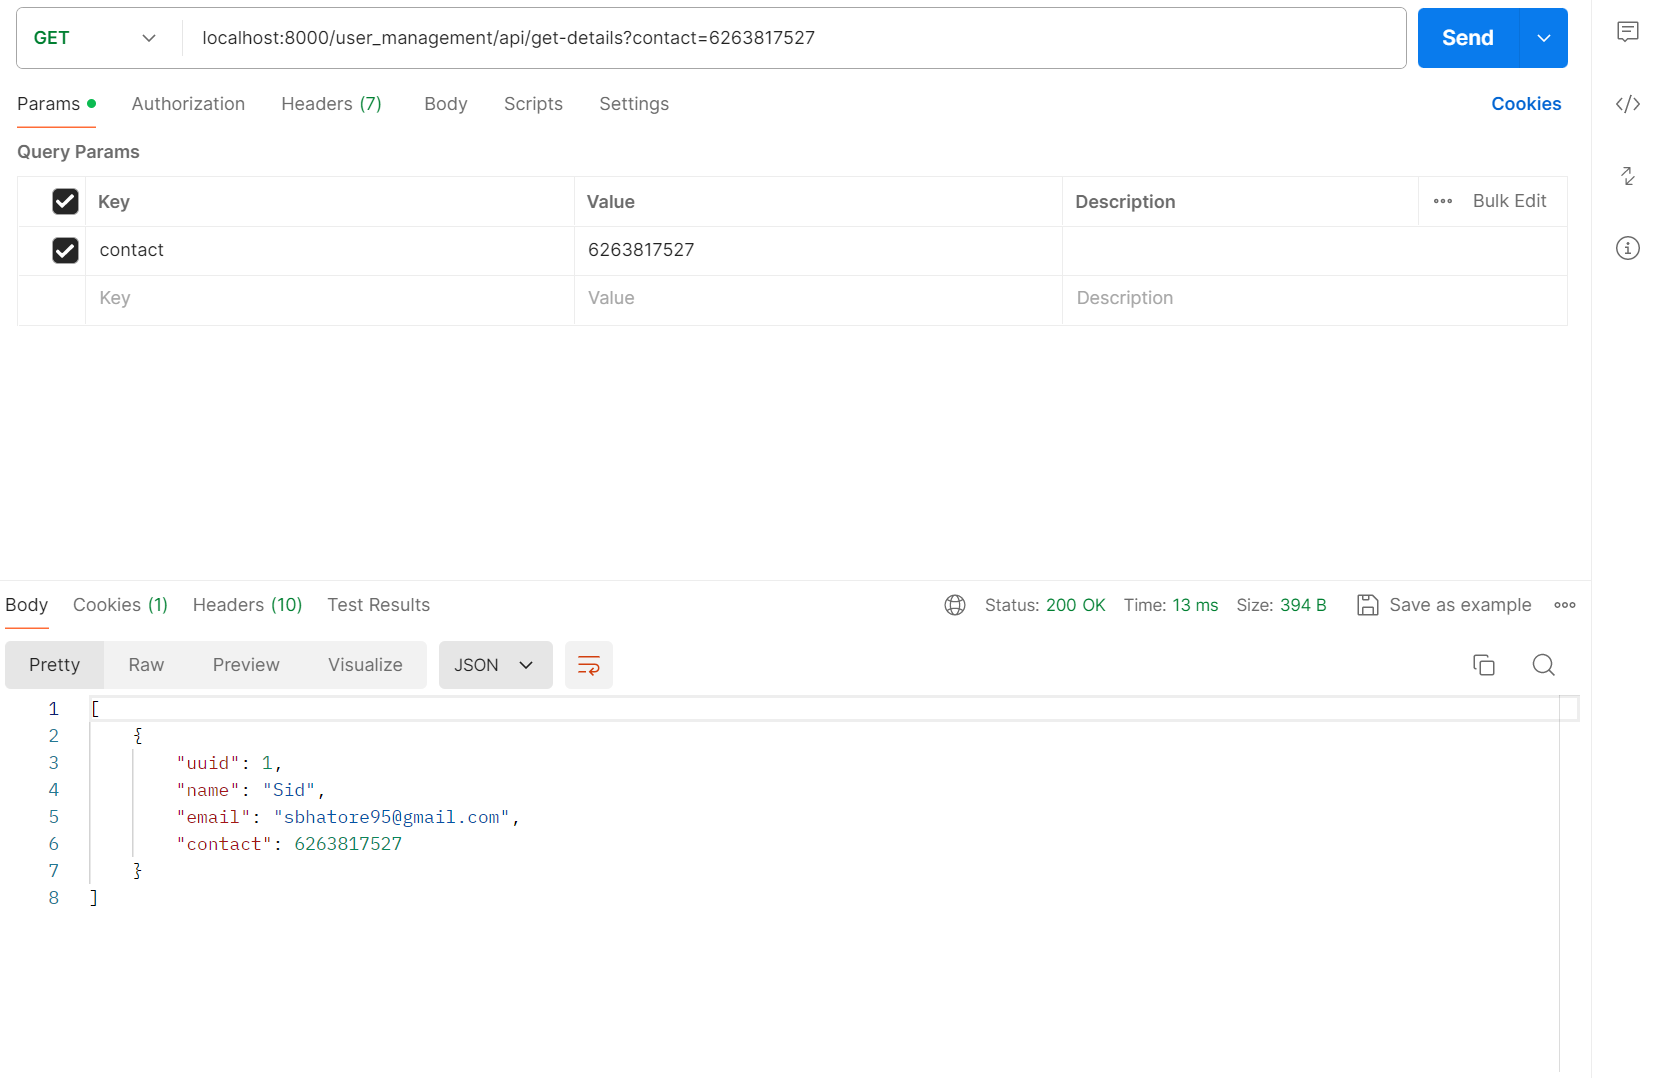 GET localhost:8000/user_management/api/get-details?contact=6263817527 Send
Params Authorization Headers (7) Body Scripts Settings Cookies
Query Params
Key Value Description Bulk Edit
contact 6263817527
Key Value Description
Body Cookies (1) Headers (10) Test Results Status: 200 OK Time: 13 ms Size: 394 B Save as example
Pretty Raw Preview Visualize JSON
1 [
2 {
3 "uuid": 1,
4 "name": "Sid",
5 "email": "sbhatore95@gmail.com",
6 "contact": 6263817527
7 }
8 ]